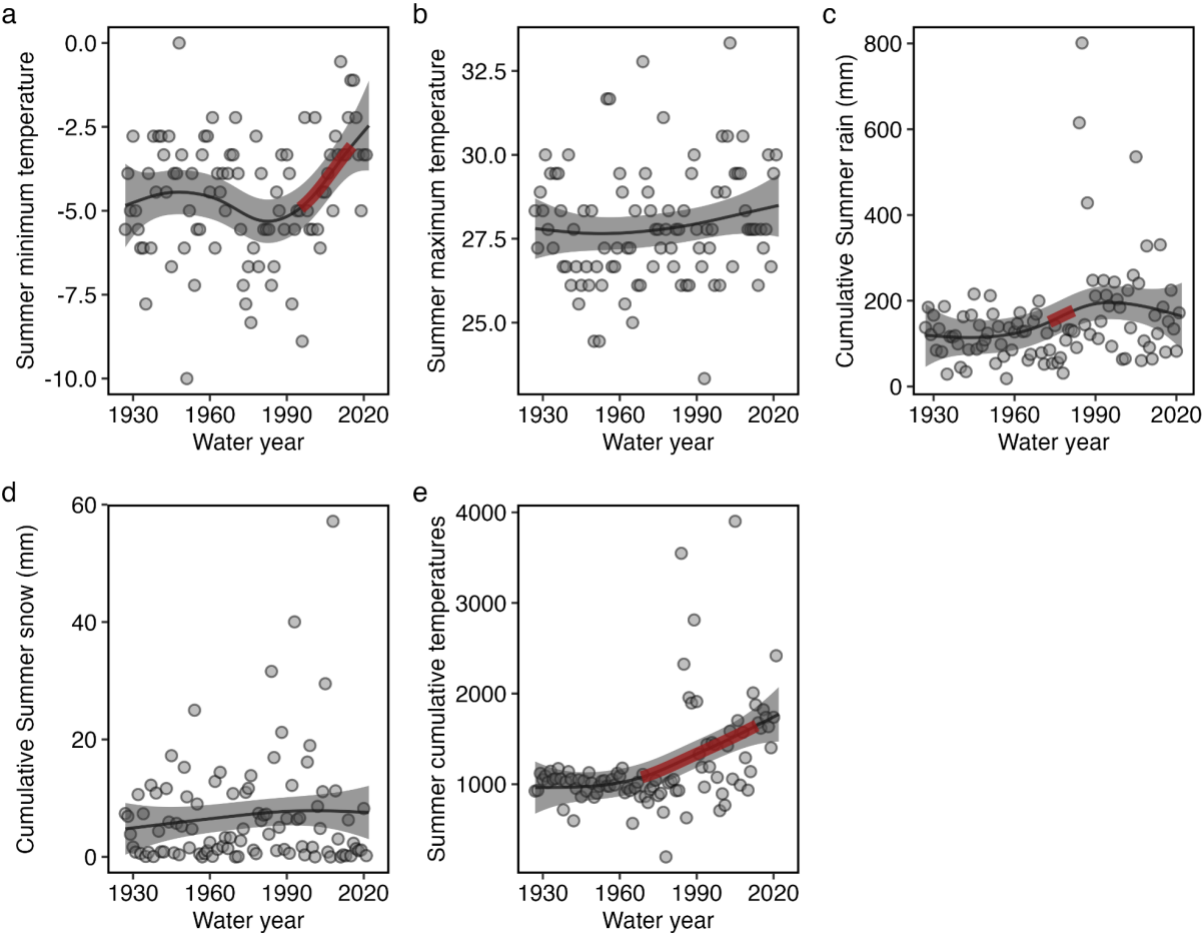 a
Summer minimum temperature
0.0
-2.5
-5.0
-7.5
-10.0
1930 1960 1990 2020
Water year
b
Summer maximum temperature
32.5
30.0
27.5
25.0
1930 1960 1990 2020
Water year
c
Cumulative Summer rain (mm)
800
600
400
200
0
1930 1960 1990 2020
Water year
d
Cumulative Summer snow (mm)
60
40
20
0
1930 1960 1990 2020
Water year
e
Summer cumulative temperatures
4000
3000
2000
1000
1930 1960 1990 2020
Water year